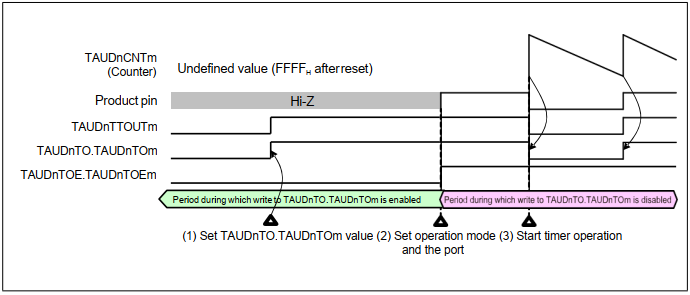 TAUDnCNTm
(Counter)
Undefined value (FFFFH after reset)
Product pin
Hi-Z
TAUDnTTOUTm
TAUDnTO.TAUDnTOm
TAUDnTOE.TAUDnTOEm
Period during which write to TAUDnTO.TAUDnTOm is enabled
Period during which write to TAUDnTO.TAUDnTOm is disabled
(1) Set TAUDnTO.TAUDnTOm value (2) Set operation mode (3) Start timer operation
and the port